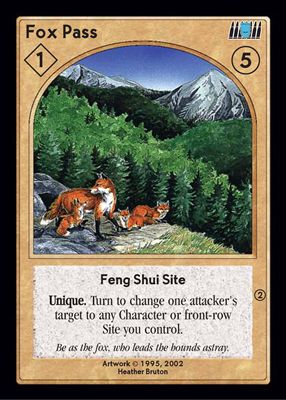 Fox Pass
1
5
Feng Shui Site
Unique. Turn to change one attacker's
target to any Character or front-row
Site you control.
2
Be as the fox, who leads the hounds astray.
Artwork © 1995, 2002
Heather Bruton